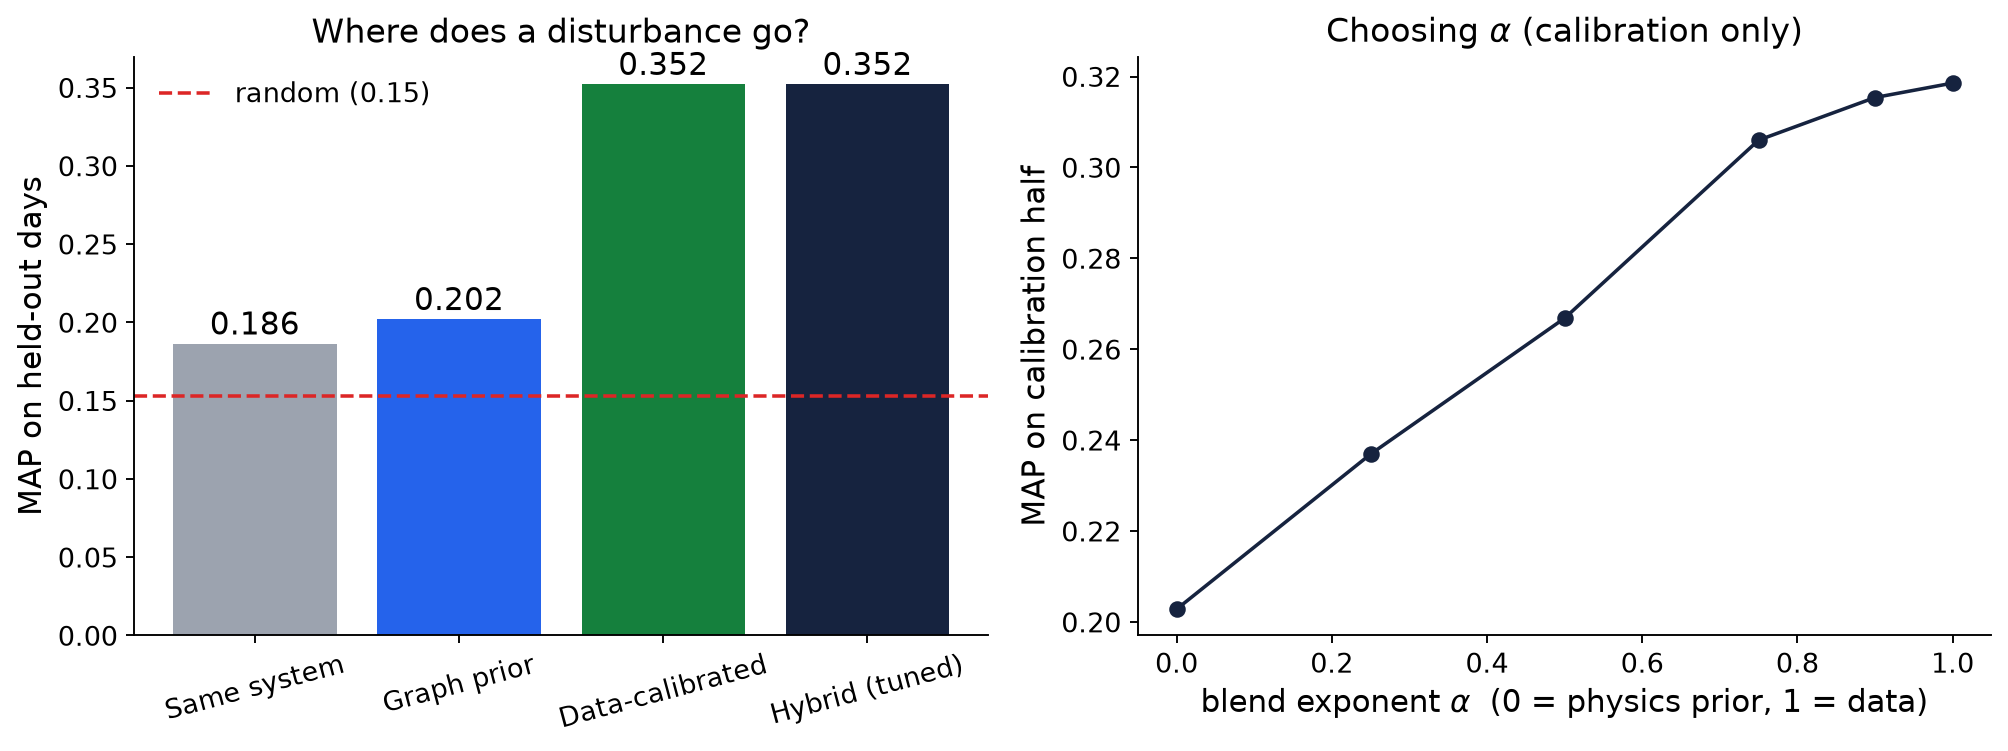 Where does a disturbance go?
MAP on held-out days
0.35
0.30
0.25
0.20
0.15
0.10
0.05
0.00
random (0.15)
0.186
0.202
0.352
0.352
Same system
Graph prior
Data-calibrated
Hybrid (tuned)
Choosing α (calibration only)
MAP on calibration half
0.32
0.30
0.28
0.26
0.24
0.22
0.20
0.0
0.2
0.4
0.6
0.8
1.0
blend exponent α (0 = physics prior, 1 = data)